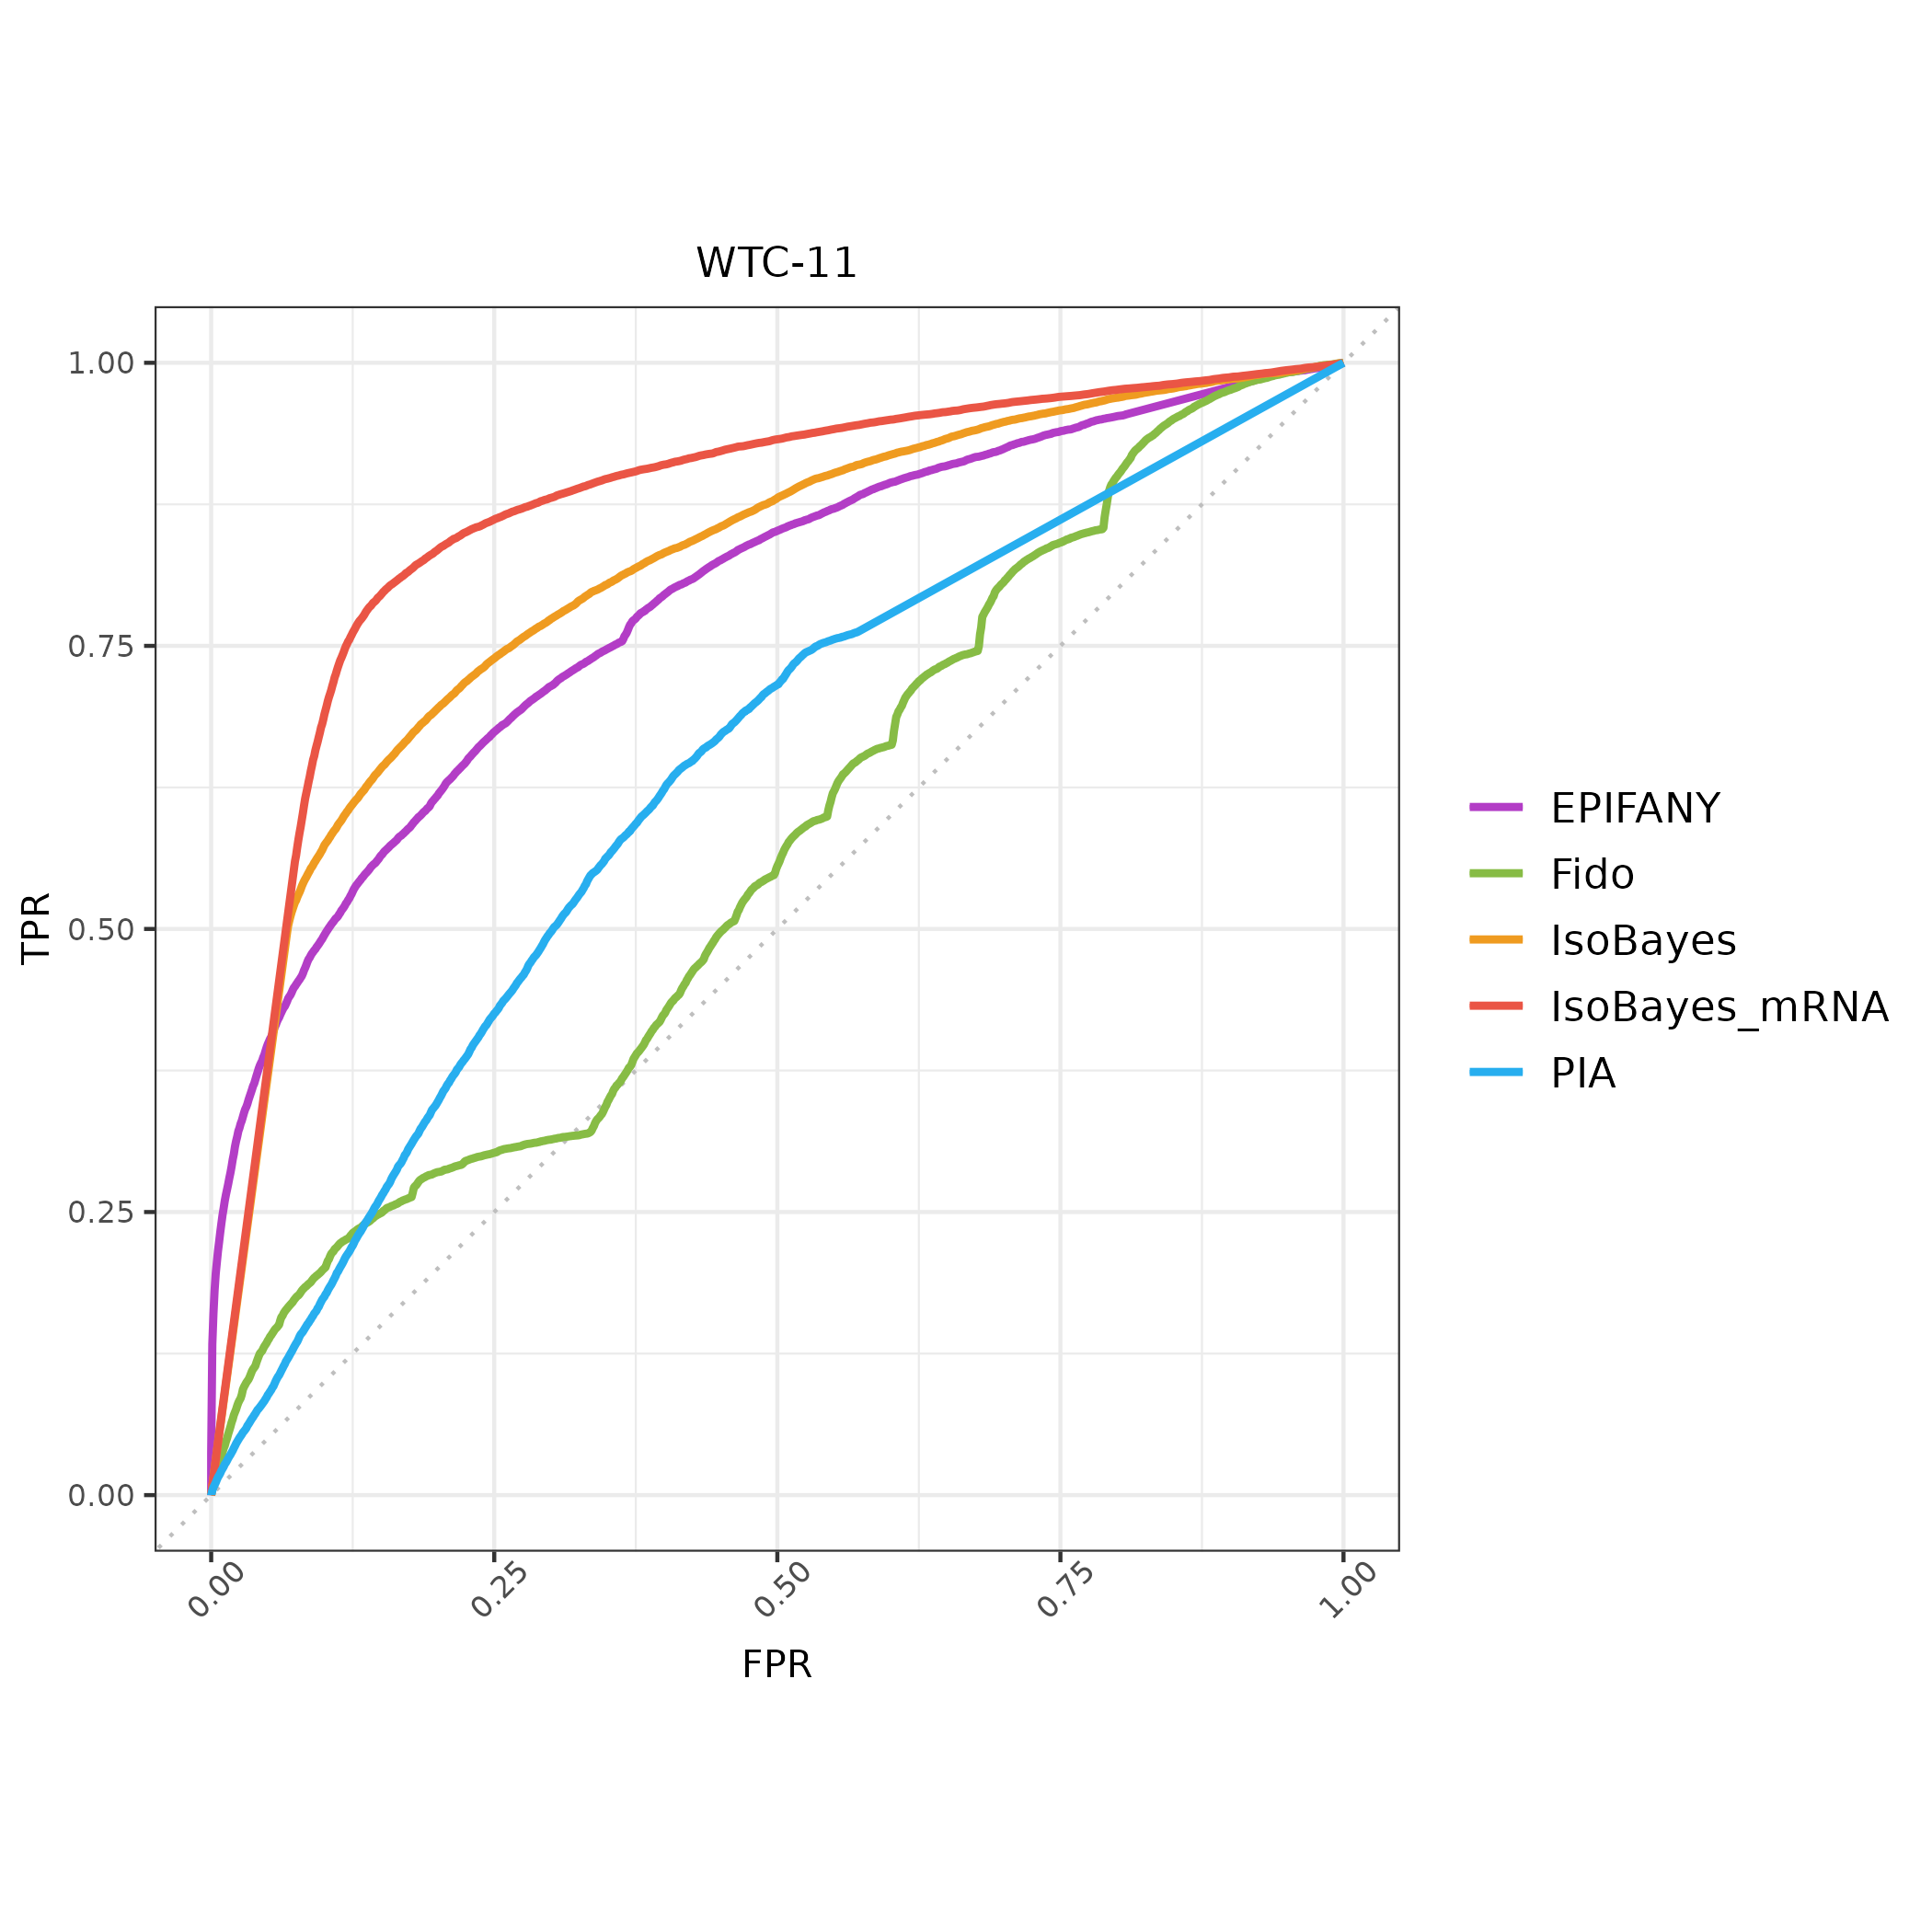 WTC-11
1.00
0.75
0.50
0.25
0.00
TPR
0.00
0.25
0.50
0.75
1.00
FPR
EPIFANY
Fido
IsoBayes
IsoBayes_mRNA
PIA